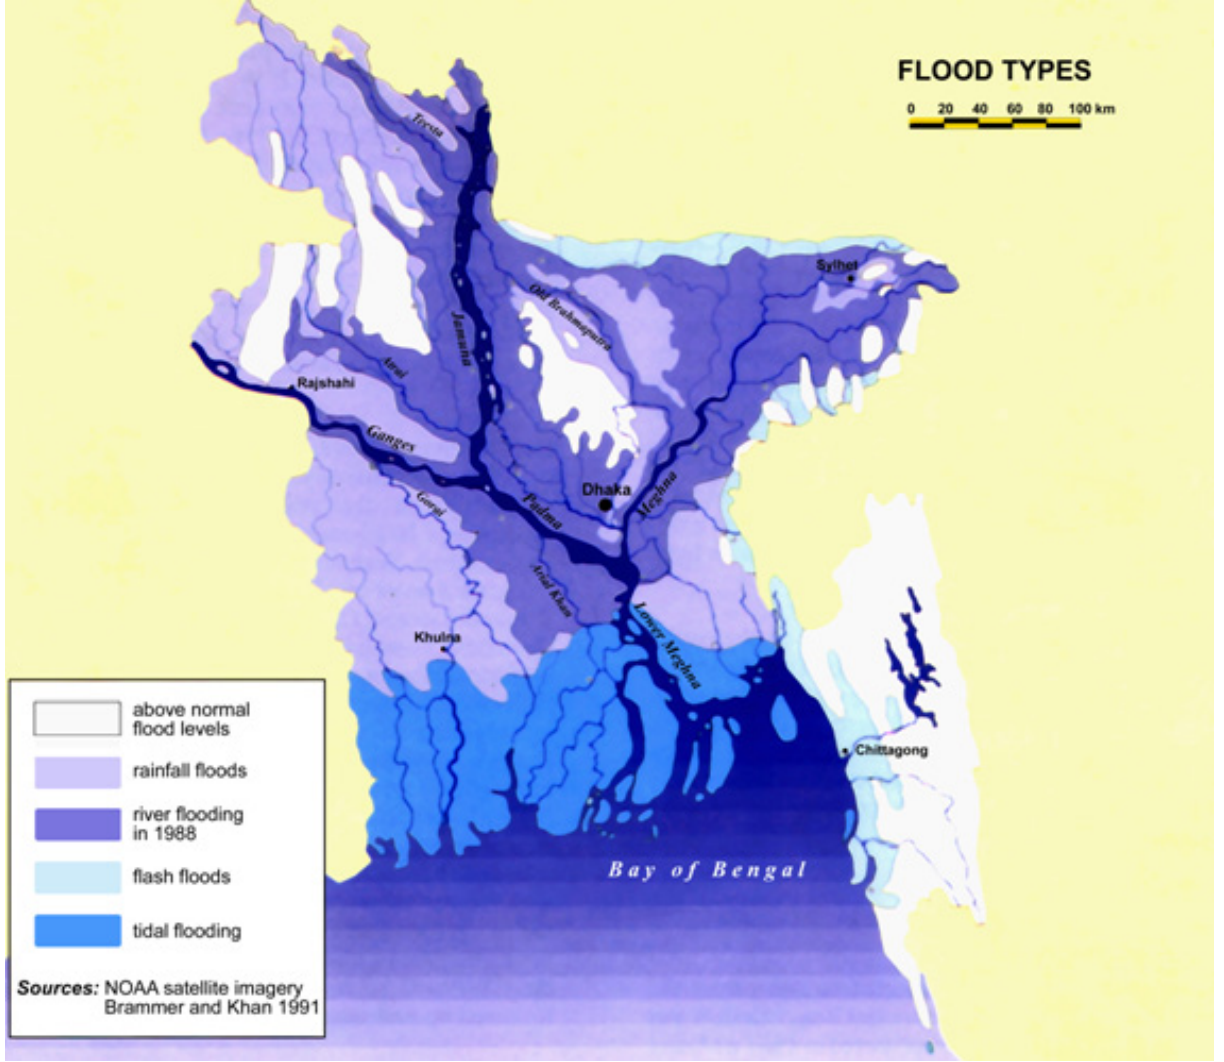 FLOOD TYPES
0 20 40 60 80 100 km
Teesta
Sylhet
Old Brahmaputra
Jamuna
Atrai
Rajshahi
Ganges
Gorai
Padma
Dhaka
Meghna
Arial Khan
Lower Meghna
Khulna
Chittagong
Bay of Bengal
above normal
flood levels
rainfall floods
river flooding
in 1988
flash floods
tidal flooding
Sources: NOAA satellite imagery
Brammer and Khan 1991